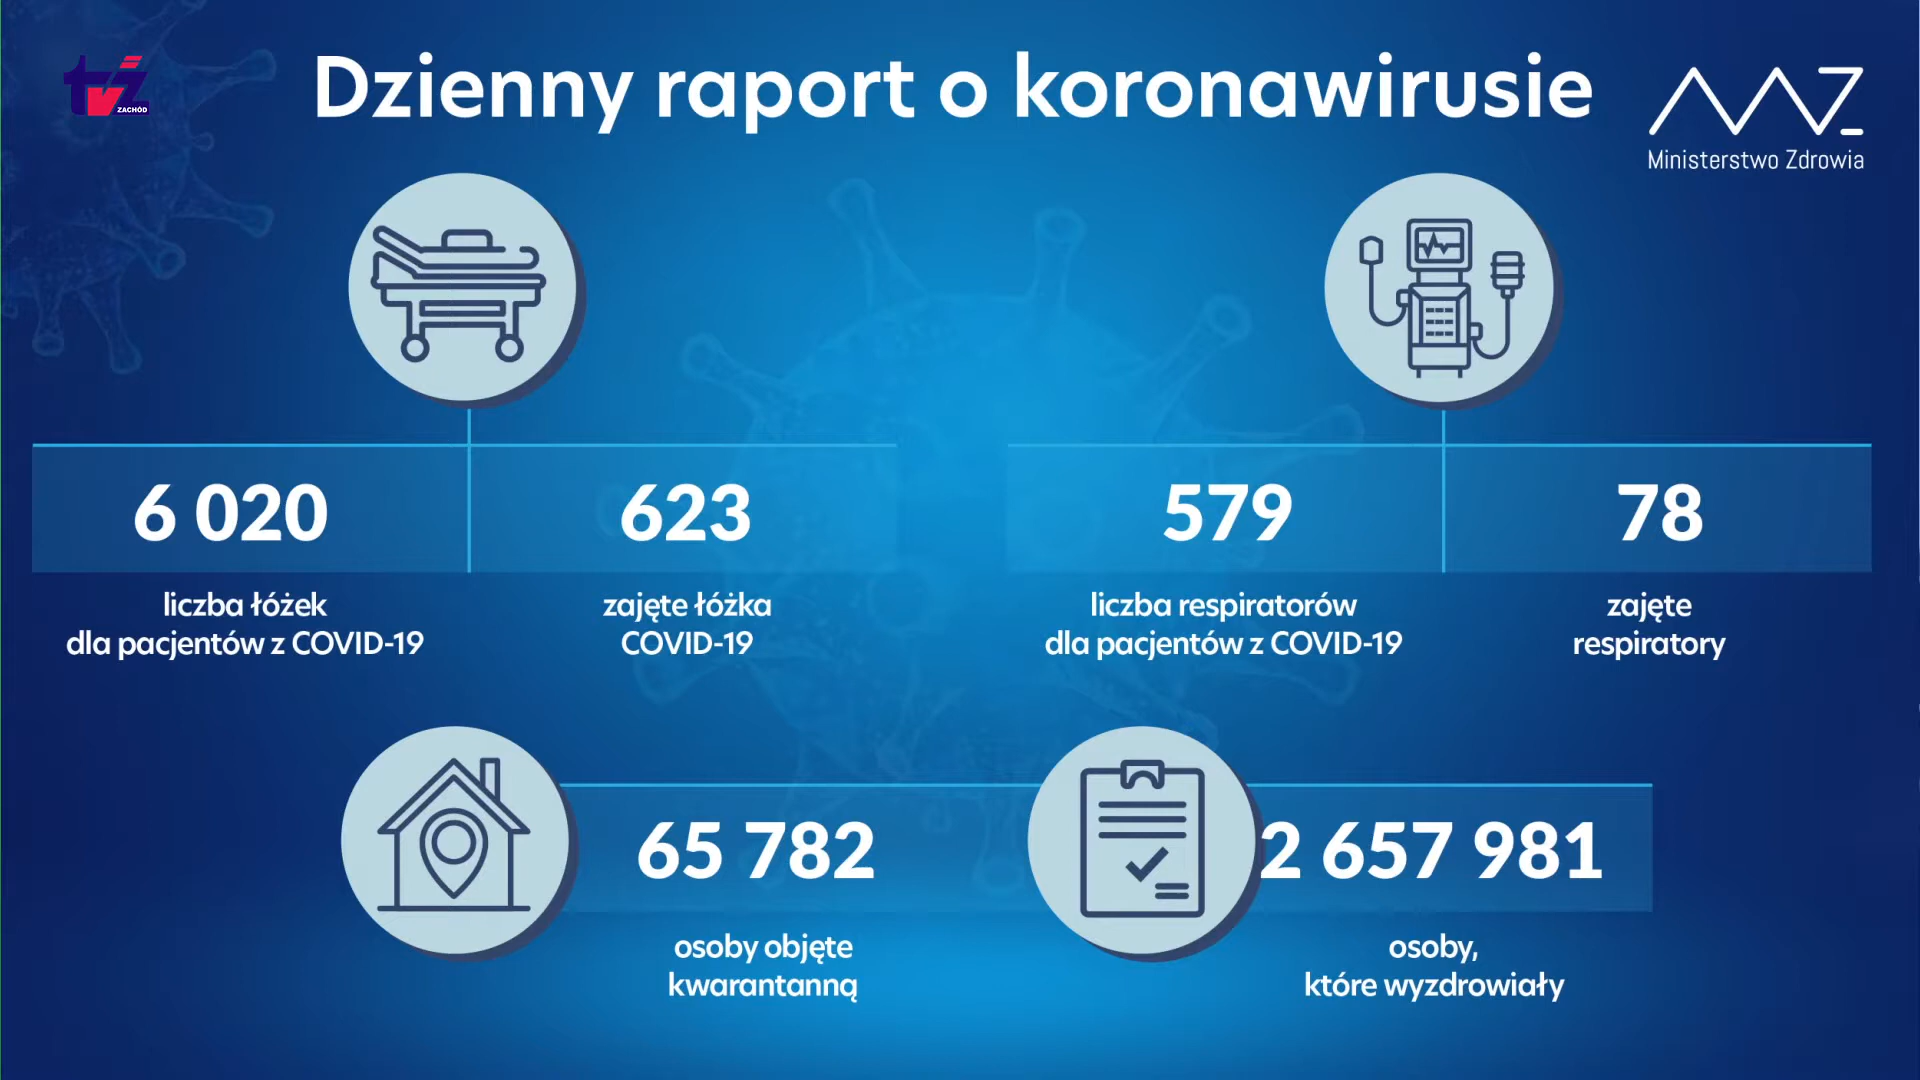 tvż
ZACHÓD
Dzienny raport o koronawirusie
Ministerstwo Zdrowia
6 020
623
579
78
liczba łóżek
dla pacjentów z COVID-19
zajęte łóżka
COVID-19
liczba respiratorów
dla pacjentów z COVID-19
zajęte
respiratory
65 782
2 657 981
osoby objęte
kwarantanną
osoby,
które wyzdrowiały